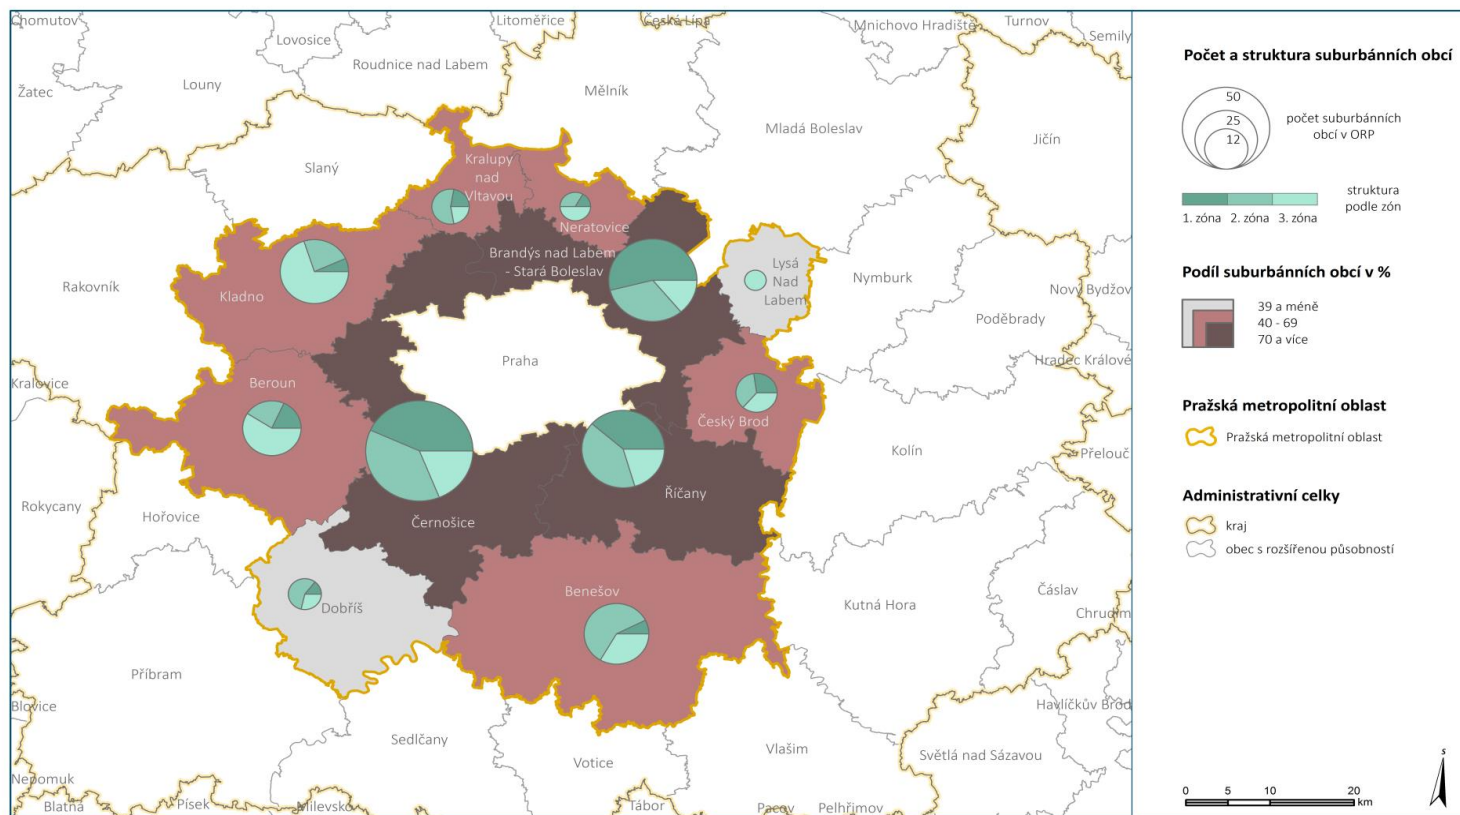 Chomutov
Litoměřice
Česká Lípa
Mnichovo Hradiště
Turnov
Semily
Lovosice
Roudnice nad Labem
Louny
Žatec
Mělník
Mladá Boleslav
Jičín
Slaný
Kralupy
nad
Vltavou
Neratovice
Brandýs nad Labem
- Stará Boleslav
Lysá
Nad
Labem
Nymburk
Nový Bydžov
Rakovník
Kladno
Poděbrady
Praha
Hradec Králové
Kralovice
Beroun
Český Brod
Kolín
Přelouč
Rokycany
Hořovice
Černošice
Říčany
Dobříš
Benešov
Kutná Hora
Čáslav
Chrudim
Příbram
Blovice
Havlíčkův Brod
Sedlčany
Vlašim
Světlá nad Sázavou
Votice
Nepomuk
Blatná
Písek
Milevsko
Tábor
Pacov
Pelhřimov
Počet a struktura suburbánních obcí
50
25
12
počet suburbánních
obcí v ORP
1. zóna 2. zóna 3. zóna
struktura
podle zón
Podíl suburbánních obcí v %
39 a méně
40 - 69
70 a více
Pražská metropolitní oblast
Pražská metropolitní oblast
Administrativní celky
kraj
obec s rozšířenou působností
0 5 10 20
km
s